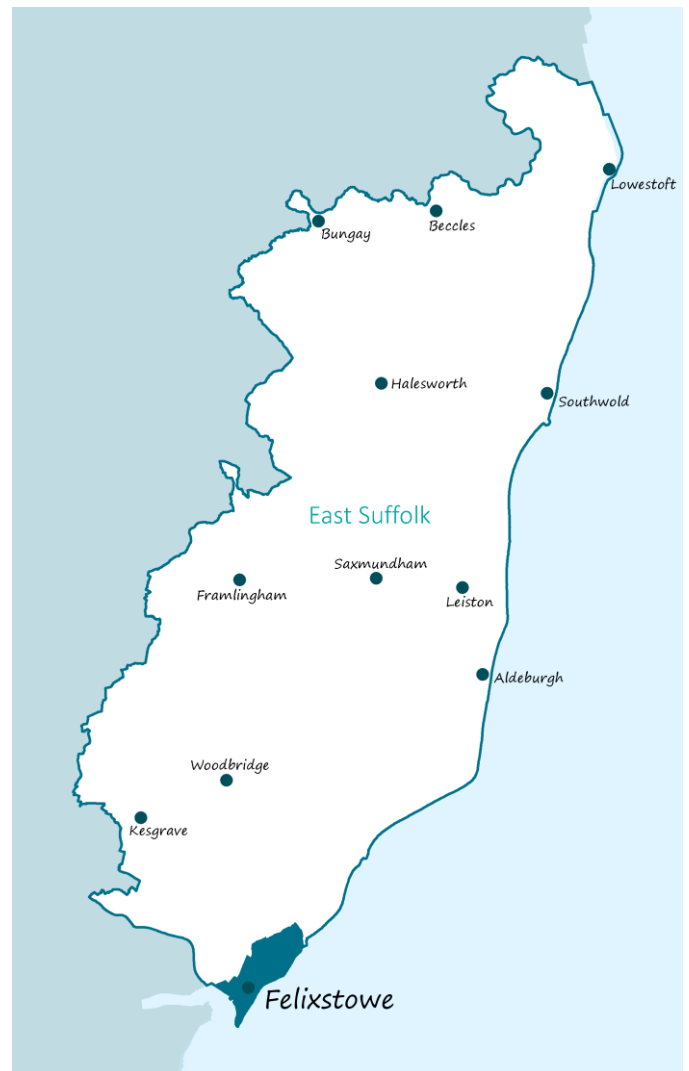 Lowestoft
Beccles
Bungay
Halesworth
Southwold
East Suffolk
Saxmundham
Framlingham
Leiston
Aldeburgh
Woodbridge
Kesgrave
Felixstowe